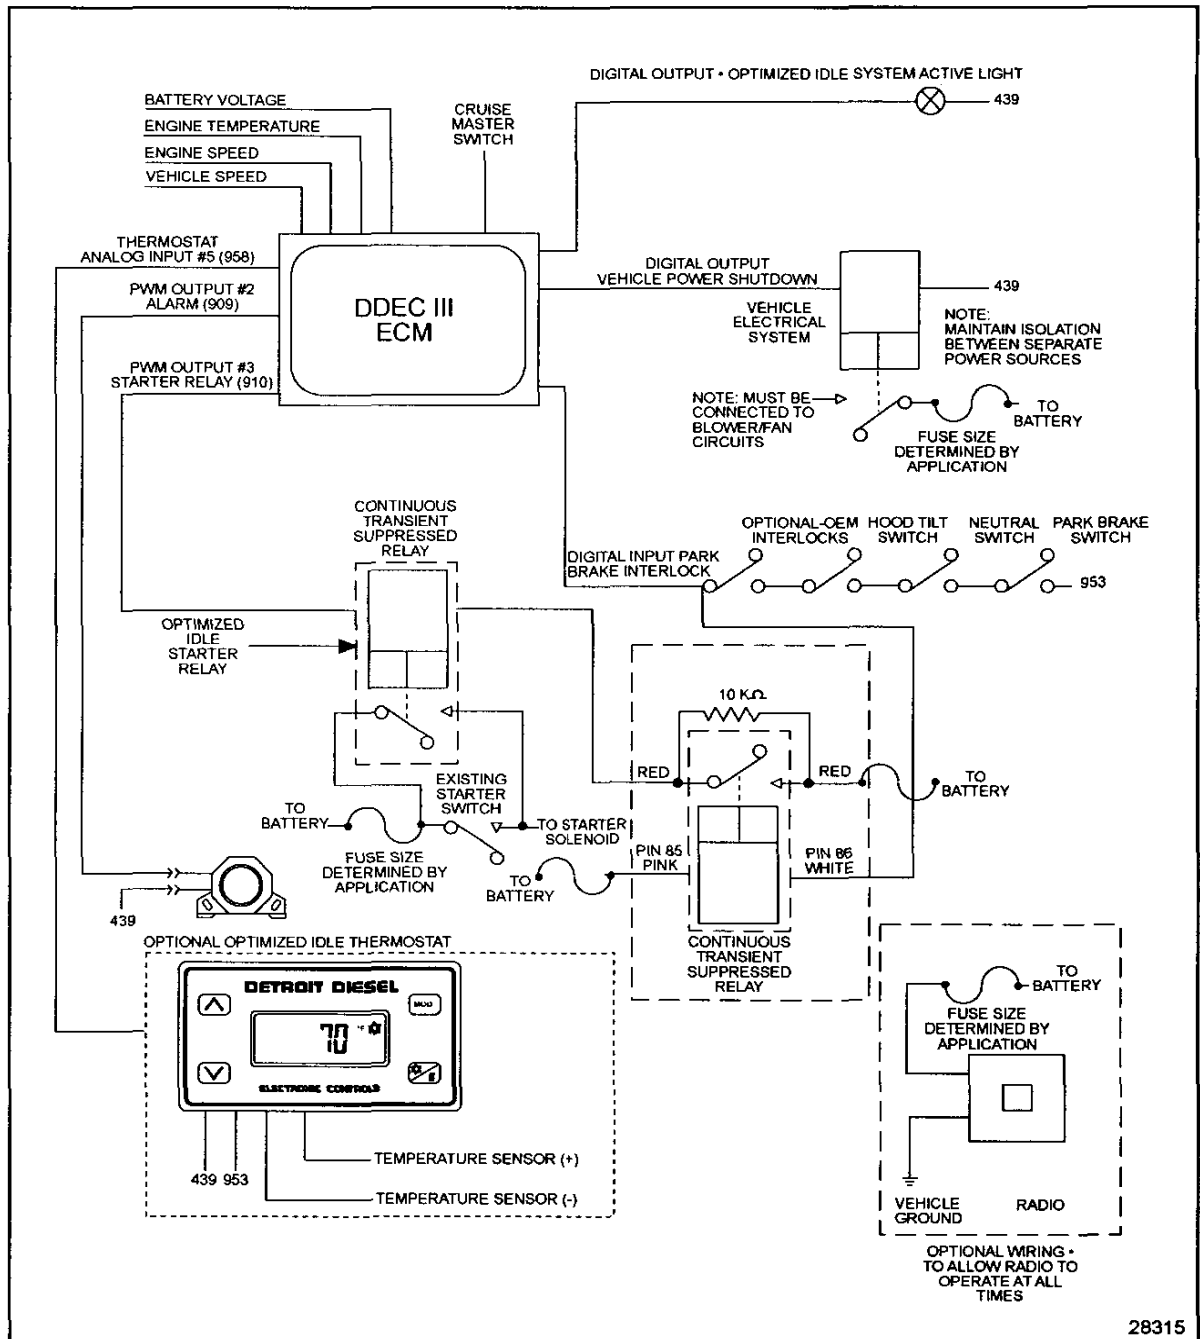 DIGITAL OUTPUT • OPTIMIZED IDLE SYSTEM ACTIVE LIGHT
439
BATTERY VOLTAGE
ENGINE TEMPERATURE
ENGINE SPEED
VEHICLE SPEED
CRUISE
MASTER
SWITCH
THERMOSTAT
ANALOG INPUT #5 (958)
PWM OUTPUT #2
ALARM (909)
PWM OUTPUT #3
STARTER RELAY (910)
DDEC III
ECM
DIGITAL OUTPUT
VEHICLE POWER SHUTDOWN
VEHICLE
ELECTRICAL
SYSTEM
439
NOTE:
MAINTAIN ISOLATION
BETWEEN SEPARATE
POWER SOURCES
NOTE: MUST BE
CONNECTED TO
BLOWER/FAN
CIRCUITS
TO
BATTERY
FUSE SIZE
DETERMINED BY
APPLICATION
CONTINUOUS
TRANSIENT
SUPPRESSED
RELAY
OPTIONAL-OEM
INTERLOCKS
HOOD TILT
SWITCH
NEUTRAL
SWITCH
PARK BRAKE
SWITCH
DIGITAL INPUT PARK
BRAKE INTERLOCK
953
OPTIMIZED
IDLE
STARTER
RELAY
10 KΩ
RED
RED
TO
BATTERY
EXISTING
STARTER
SWITCH
TO
BATTERY
TO STARTER
SOLENOID
FUSE SIZE
DETERMINED BY
APPLICATION
TO
BATTERY
PIN 85
PINK
PIN 86
WHITE
439
CONTINUOUS
TRANSIENT
SUPPRESSED
RELAY
OPTIONAL OPTIMIZED IDLE THERMOSTAT
DETROIT DIESEL
MOD
70 °F
ELECTRONIC CONTROLS
439 953
TEMPERATURE SENSOR (+)
TEMPERATURE SENSOR (-)
TO
BATTERY
FUSE SIZE
DETERMINED BY
APPLICATION
VEHICLE
GROUND
RADIO
OPTIONAL WIRING •
TO ALLOW RADIO TO
OPERATE AT ALL
TIMES
28315